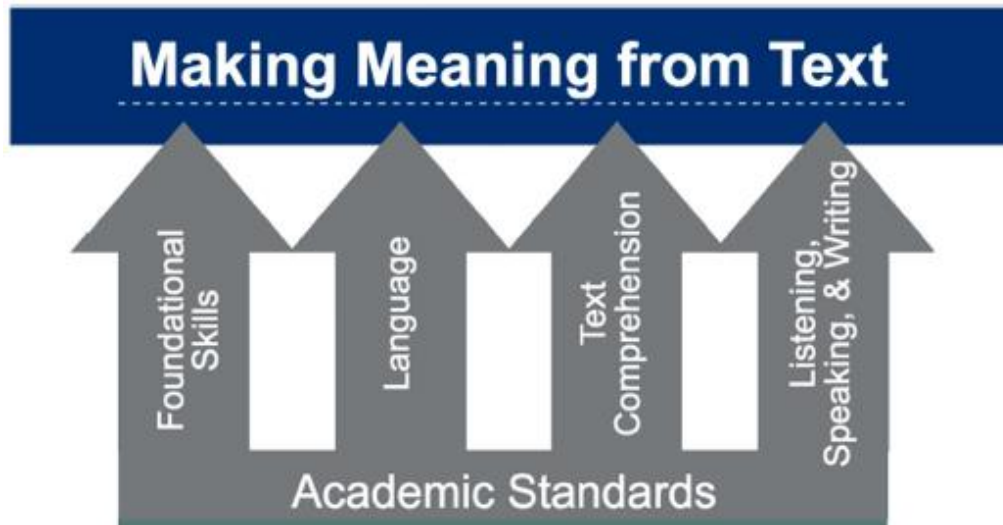 Making Meaning from Text
Foundational
Skills
Language
Text
Comprehension
Listening,
Speaking, & Writing
Academic Standards